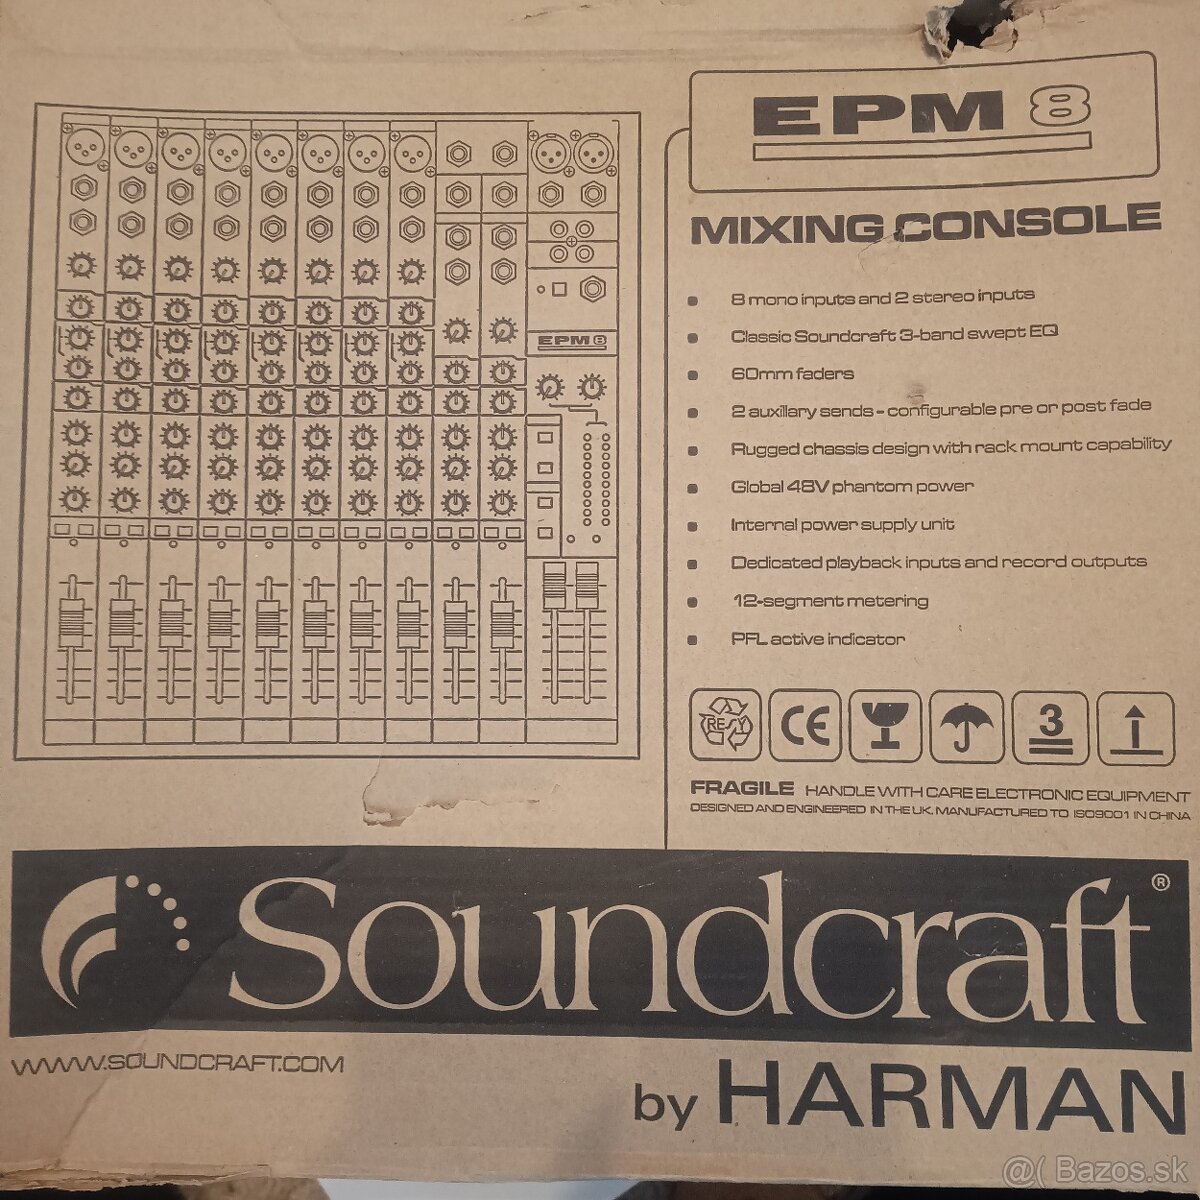 EPM 8
MIXING CONSOLE
8 mono inputs and 2 stereo inputs
Classic Soundcraft 3-band swept EQ
60mm faders
2 auxillary sends - configurable pre or post fade
Rugged chassis design with rack mount capability
Global 48V phantom power
Internal power supply unit
Dedicated playback inputs and record outputs
12-segment metering
PFL active indicator
EPM 8
RESY
CE
3
FRAGILE HANDLE WITH CARE ELECTRONIC EQUIPMENT
DESIGNED AND ENGINEERED IN THE UK. MANUFACTURED TO ISO9001 IN CHINA
Soundcraft®
WWW.SOUNDCRAFT.COM
by HARMAN
@( Bazos.sk